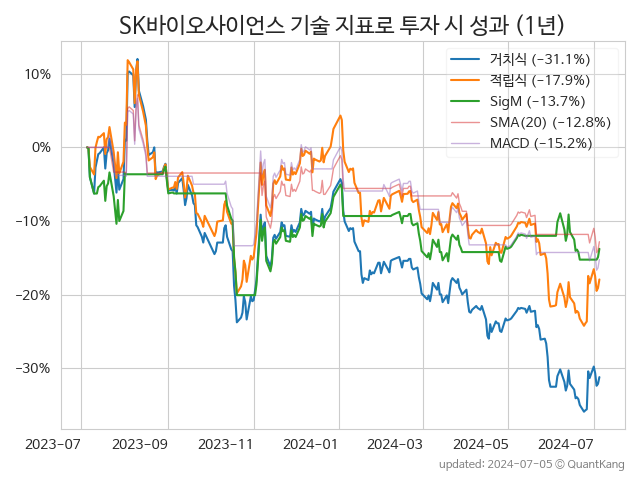 SK바이오사이언스 기술 지표로 투자 시 성과 (1년)
거치식 (−31.1%)
적립식 (−17.9%)
SigM (−13.7%)
SMA(20) (−12.8%)
MACD (−15.2%)
10%
0%
−10%
−20%
−30%
2023-07 2023-09 2023-11 2024-01 2024-03 2024-05 2024-07
updated: 2024-07-05 © QuantKang